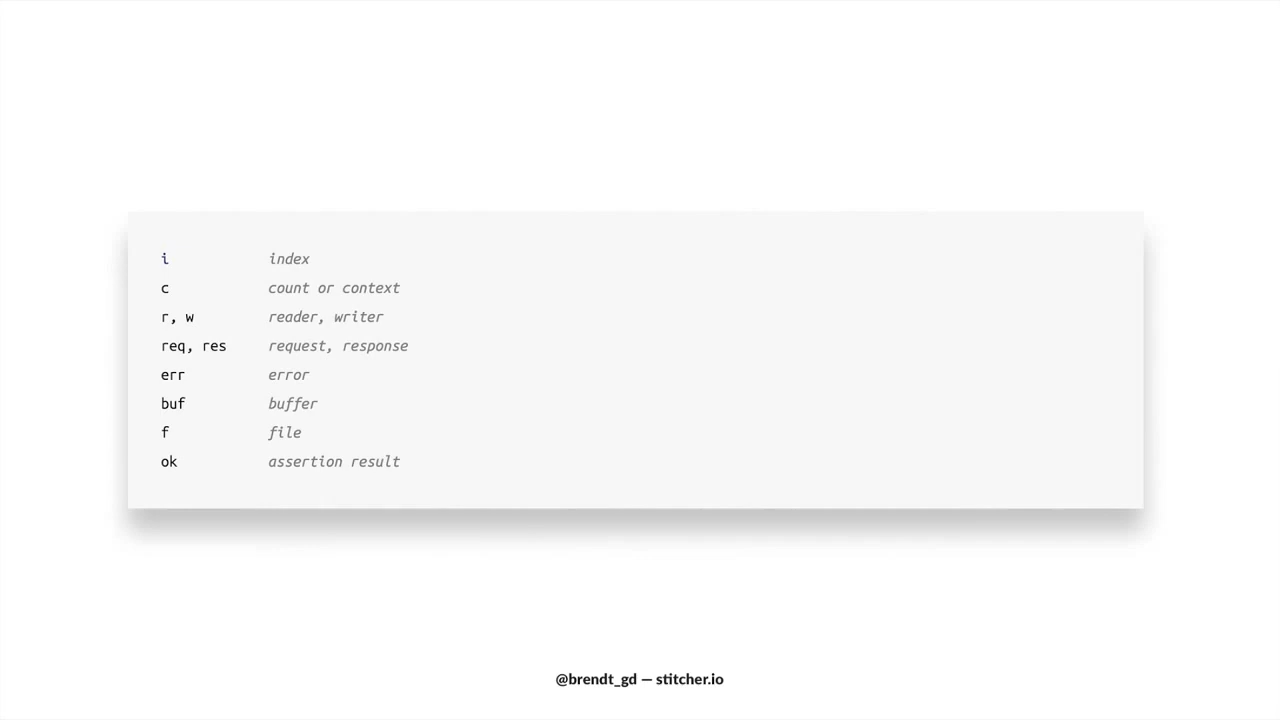 i index
c count or context
r, w reader, writer
req, res request, response
err error
buf buffer
f file
ok assertion result
@brendt_gd — stitcher.io